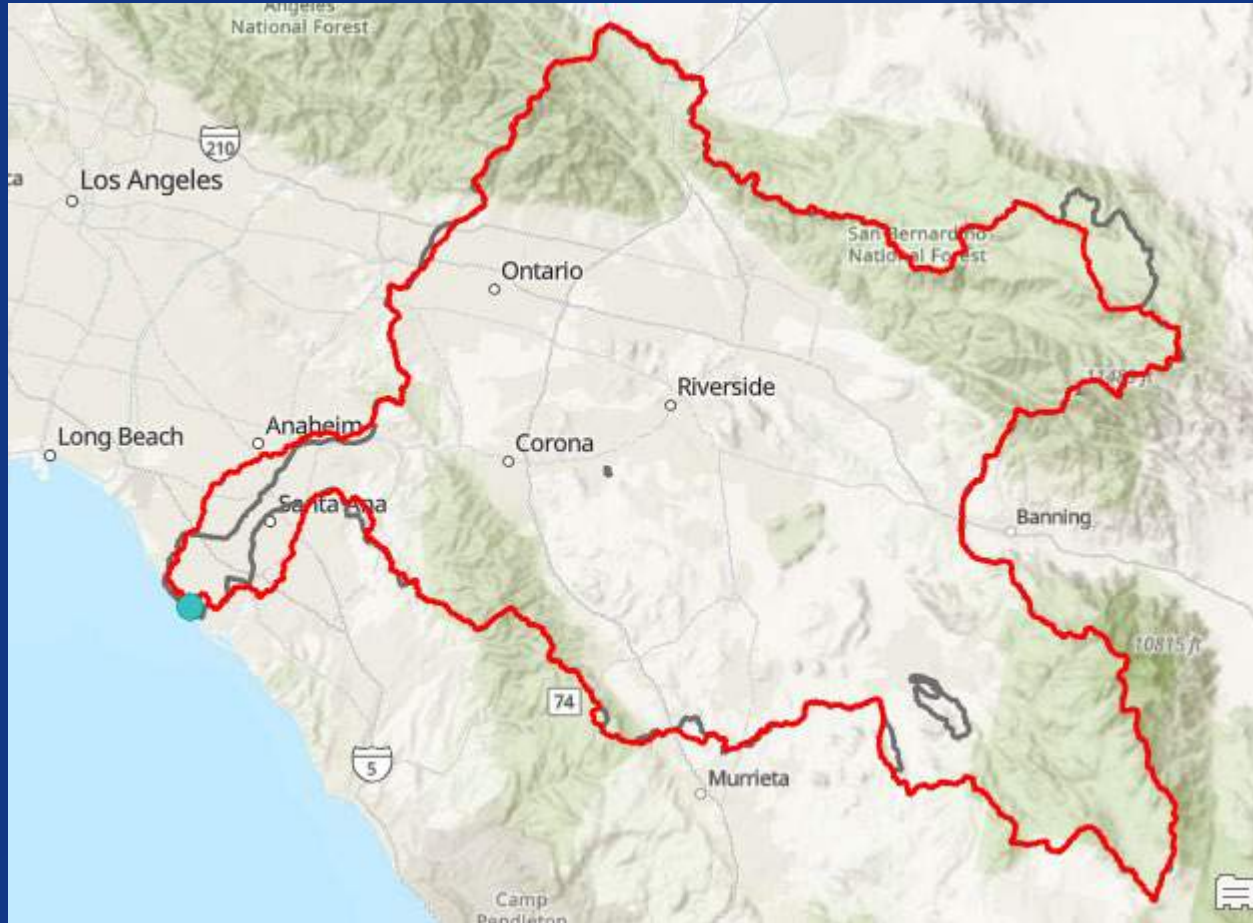 Angeles
National Forest
210
Los Angeles
San Bernardino
National Forest
Ontario
Riverside
Anaheim
Long Beach
Corona
Santa Ana
Banning
10815 ft
74
5
Murrieta
Camp
Pendleton